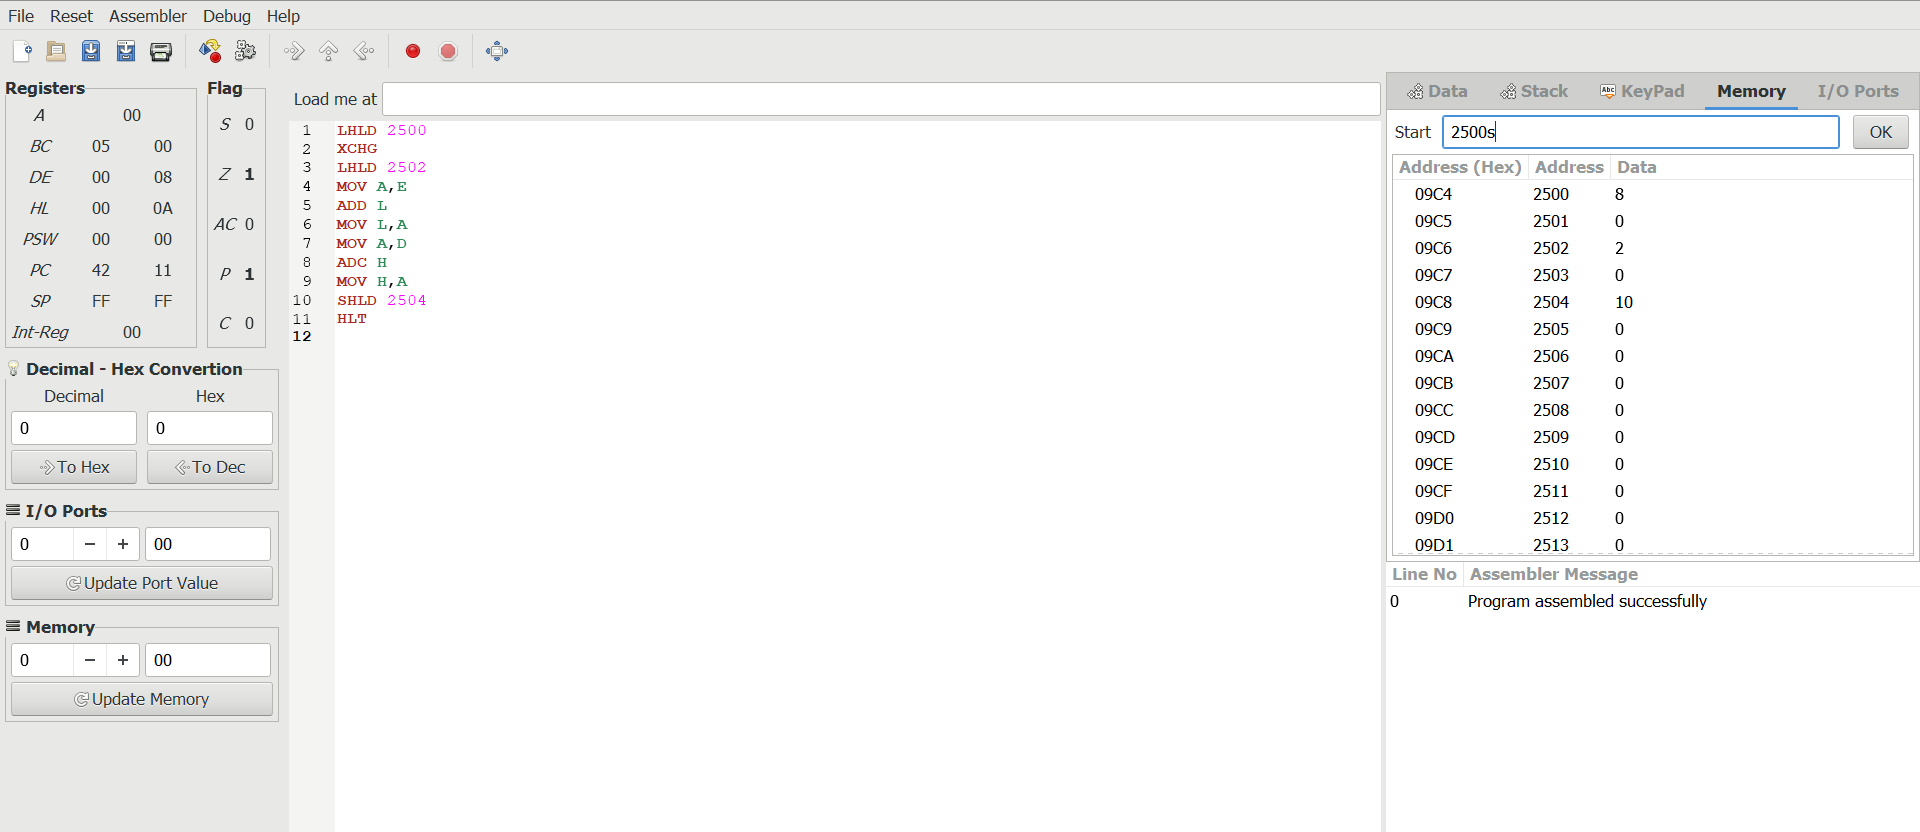 File Reset Assembler Debug Help
Registers
A 00
BC 05 00
DE 00 08
HL 00 0A
PSW 00 00
PC 42 11
SP FF FF
Int-Reg 00
Flag
S 0
Z 1
AC 0
P 1
C 0
Decimal - Hex Convertion
Decimal Hex
0 0
To Hex To Dec
I/O Ports
0 − + 00
Update Port Value
Memory
0 − + 00
Update Memory
Load me at
1 LHLD 2500
2 XCHG
3 LHLD 2502
4 MOV A,E
5 ADD L
6 MOV L,A
7 MOV A,D
8 ADC H
9 MOV H,A
10 SHLD 2504
11 HLT
12
Data Stack Abc KeyPad Memory I/O Ports
Start 2500s OK
Address (Hex) Address Data
09C4 2500 8
09C5 2501 0
09C6 2502 2
09C7 2503 0
09C8 2504 10
09C9 2505 0
09CA 2506 0
09CB 2507 0
09CC 2508 0
09CD 2509 0
09CE 2510 0
09CF 2511 0
09D0 2512 0
09D1 2513 0
Line No Assembler Message
0 Program assembled successfully